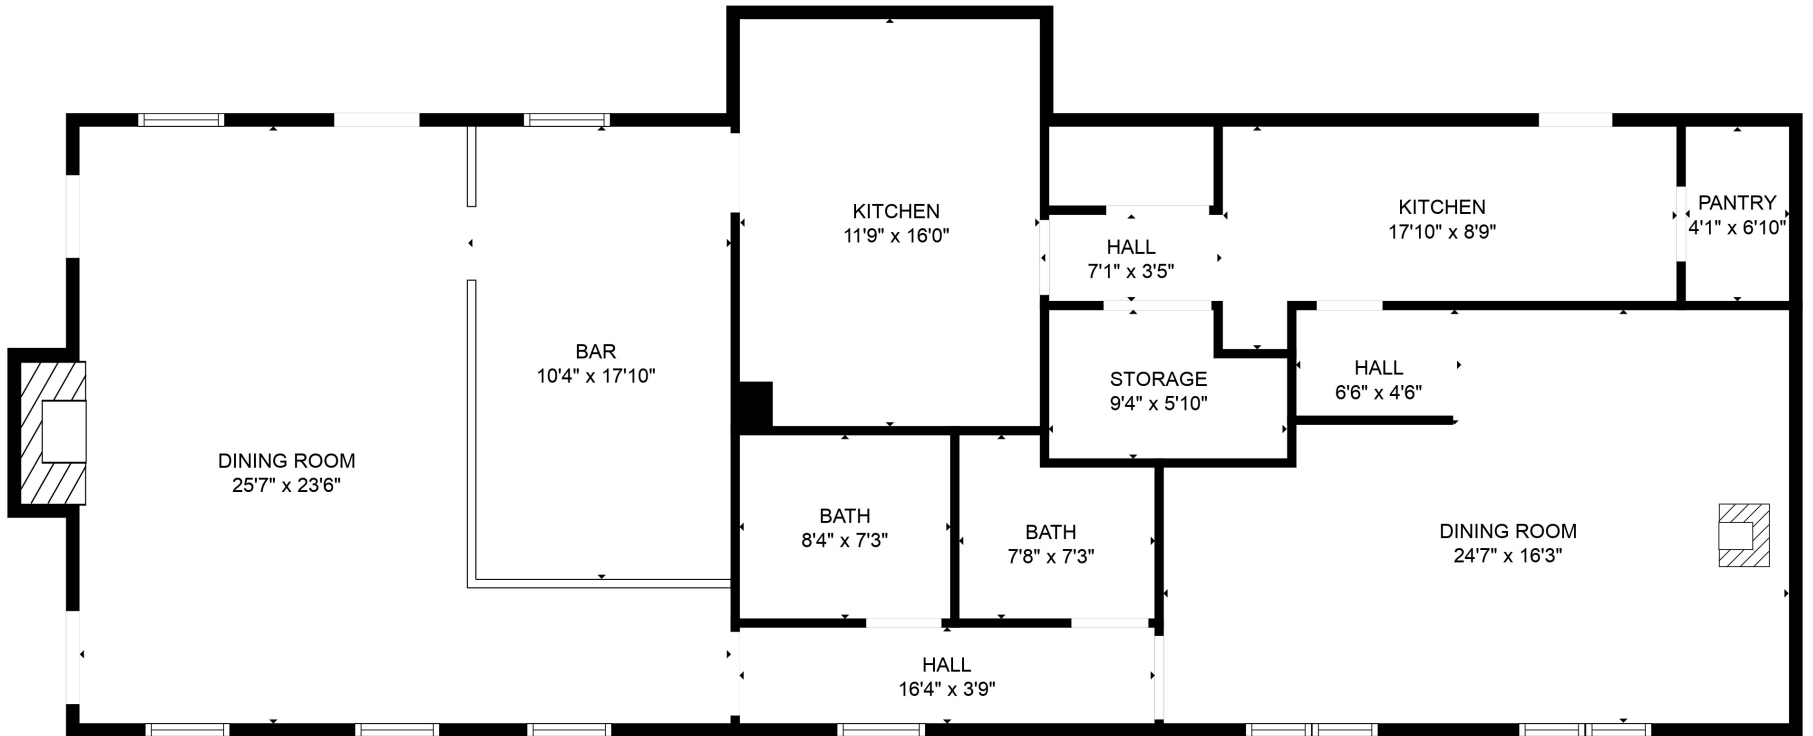 KITCHEN
11'9" x 16'0"
KITCHEN
17'10" x 8'9"
PANTRY
4'1" x 6'10"
HALL
7'1" x 3'5"
BAR
10'4" x 17'10"
STORAGE
9'4" x 5'10"
HALL
6'6" x 4'6"
DINING ROOM
25'7" x 23'6"
BATH
8'4" x 7'3"
BATH
7'8" x 7'3"
DINING ROOM
24'7" x 16'3"
HALL
16'4" x 3'9"